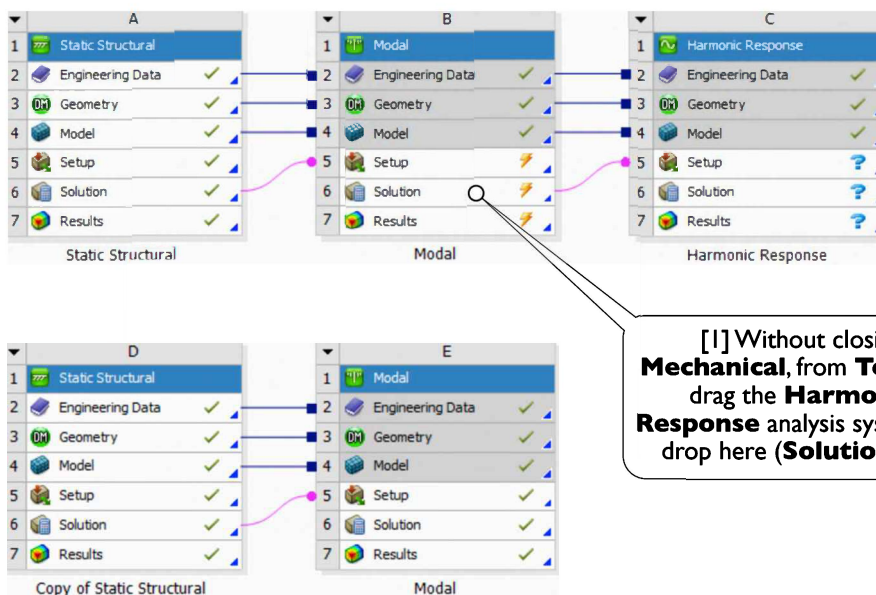 A
1 Static Structural
2 Engineering Data
3 DM Geometry
4 Model
5 Setup
6 Solution
7 Results
Static Structural
B
1 Modal
2 Engineering Data
3 DM Geometry
4 Model
5 Setup
6 Solution
7 Results
Modal
C
1 Harmonic Response
2 Engineering Data
3 DM Geometry
4 Model
5 Setup ?
6 Solution ?
7 Results ?
Harmonic Response
[1] Without closi
Mechanical, from To
drag the Harmo
Response analysis sys
drop here (Solutio
D
1 Static Structural
2 Engineering Data
3 DM Geometry
4 Model
5 Setup
6 Solution
7 Results
Copy of Static Structural
E
1 Modal
2 Engineering Data
3 DM Geometry
4 Model
5 Setup
6 Solution
7 Results
Modal